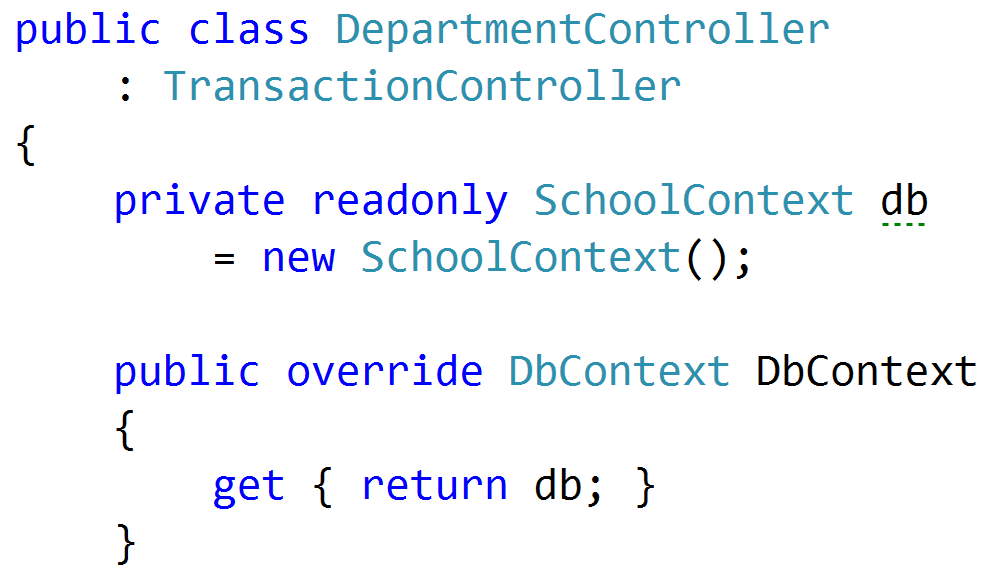 public class DepartmentController
    : TransactionController
{
    private readonly SchoolContext db
        = new SchoolContext();

    public override DbContext DbContext
    {
        get { return db; }
    }